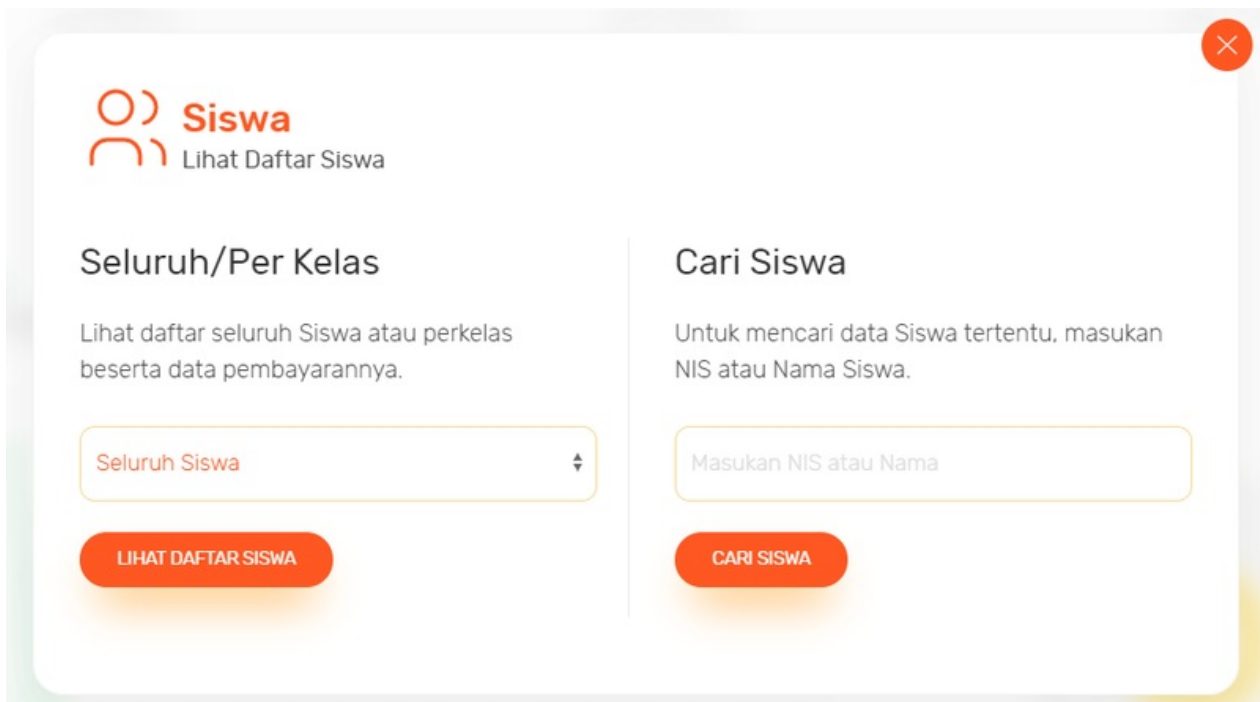 Siswa
Lihat Daftar Siswa
Seluruh/Per Kelas
Lihat daftar seluruh Siswa atau perkelas
beserta data pembayarannya.
Seluruh Siswa
LIHAT DAFTAR SISWA
Cari Siswa
Untuk mencari data Siswa tertentu, masukan
NIS atau Nama Siswa.
Masukan NIS atau Nama
CARI SISWA